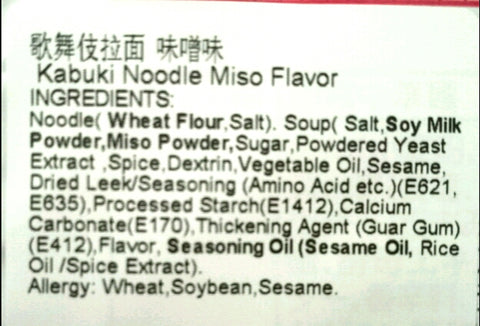 歌舞伎拉面 味噌味
Kabuki Noodle Miso Flavor
INGREDIENTS:
Noodle( Wheat Flour,Salt). Soup( Salt,Soy Milk
Powder,Miso Powder,Sugar,Powdered Yeast
Extract ,Spice,Dextrin,Vegetable Oil,Sesame,
Dried Leek/Seasoning (Amino Acid etc.)(E621,
E635),Processed Starch(E1412),Calcium
Carbonate(E170),Thickening Agent (Guar Gum)
(E412),Flavor, Seasoning Oil (Sesame Oil, Rice
Oil /Spice Extract).
Allergy: Wheat,Soybean,Sesame.